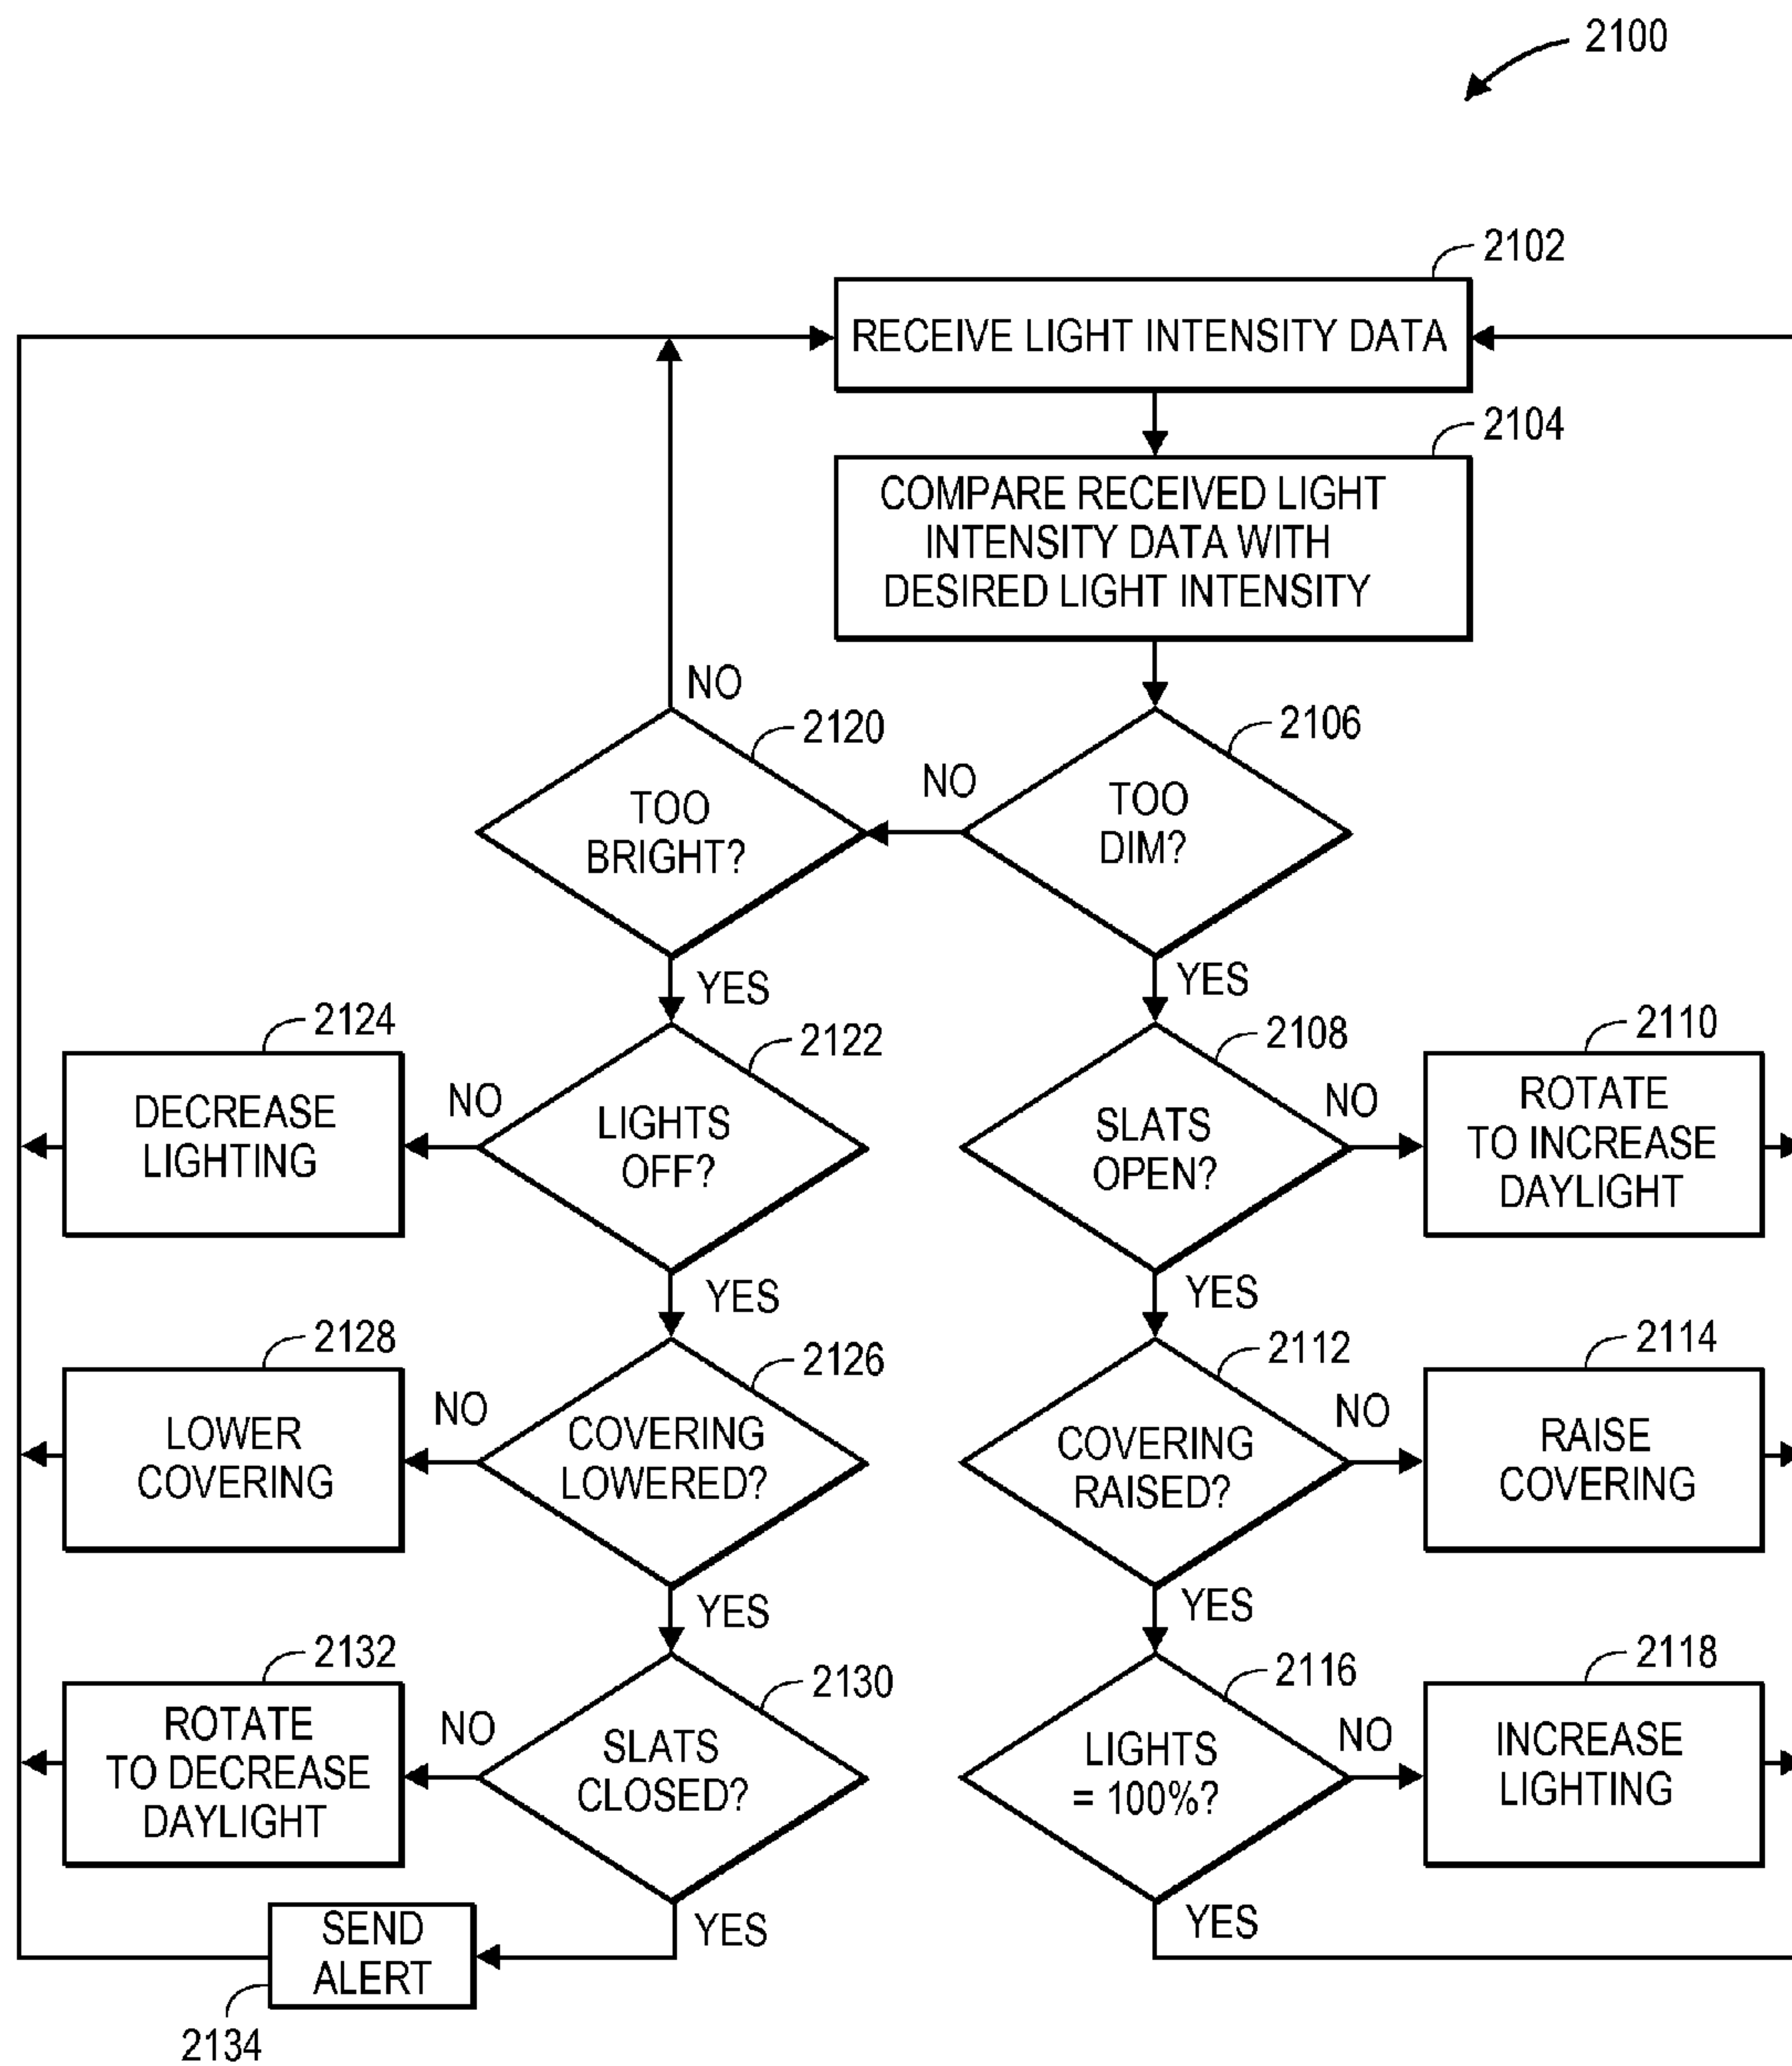 2100
2102
RECEIVE LIGHT INTENSITY DATA
2104
COMPARE RECEIVED LIGHT
INTENSITY DATA WITH
DESIRED LIGHT INTENSITY
NO
2120
TOO
BRIGHT?
NO
2106
TOO
DIM?
YES
YES
2124
DECREASE
LIGHTING
NO
2122
LIGHTS
OFF?
2108
SLATS
OPEN?
NO
2110
ROTATE
TO INCREASE
DAYLIGHT
YES
YES
2128
LOWER
COVERING
NO
2126
COVERING
LOWERED?
2112
COVERING
RAISED?
NO
2114
RAISE
COVERING
YES
YES
2132
ROTATE
TO DECREASE
DAYLIGHT
NO
2130
SLATS
CLOSED?
2116
LIGHTS
= 100%?
NO
2118
INCREASE
LIGHTING
YES
YES
SEND
ALERT
2134